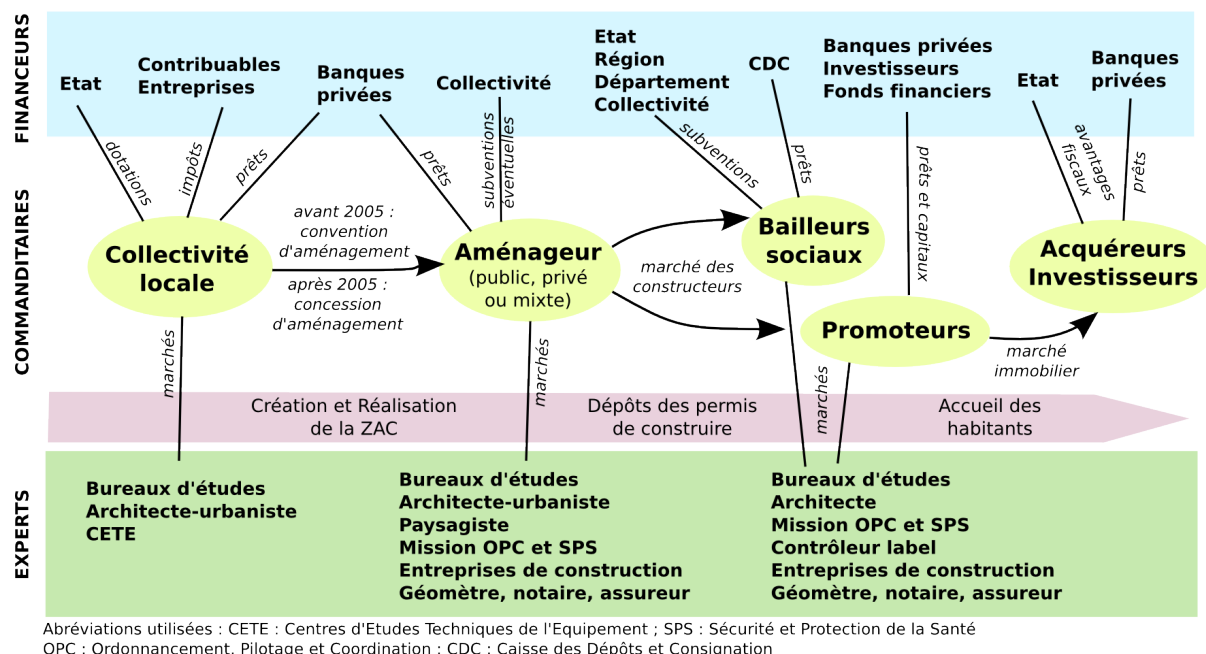 FINANCEURS
Etat
Contribuables
Entreprises
Banques
privées
Collectivité
Etat
Région
Département
Collectivité
CDC
Banques privées
Investisseurs
Fonds financiers
Etat
Banques
privées
dotations
impôts
prêts
prêts
subventions
éventuelles
subventions
prêts
prêts et capitaux
avantages
fiscaux
prêts
COMMANDITAIRES
Collectivité
locale
avant 2005 :
convention
d'aménagement
après 2005 :
concession
d'aménagement
Aménageur
(public, privé
ou mixte)
marché des
constructeurs
Bailleurs
sociaux
Promoteurs
marché
immobilier
Acquéreurs
Investisseurs
marchés
marchés
marchés
Création et Réalisation
de la ZAC
Dépôts des permis
de construire
Accueil des
habitants
EXPERTS
Bureaux d'études
Architecte-urbaniste
CETE
Bureaux d'études
Architecte-urbaniste
Paysagiste
Mission OPC et SPS
Entreprises de construction
Géomètre, notaire, assureur
Bureaux d'études
Architecte
Mission OPC et SPS
Contrôleur label
Entreprises de construction
Géomètre, notaire, assureur
Abréviations utilisées : CETE : Centres d'Etudes Techniques de l'Equipement ; SPS : Sécurité et Protection de la Santé
OPC : Ordonnancement, Pilotage et Coordination ; CDC : Caisse des Dépôts et Consignation